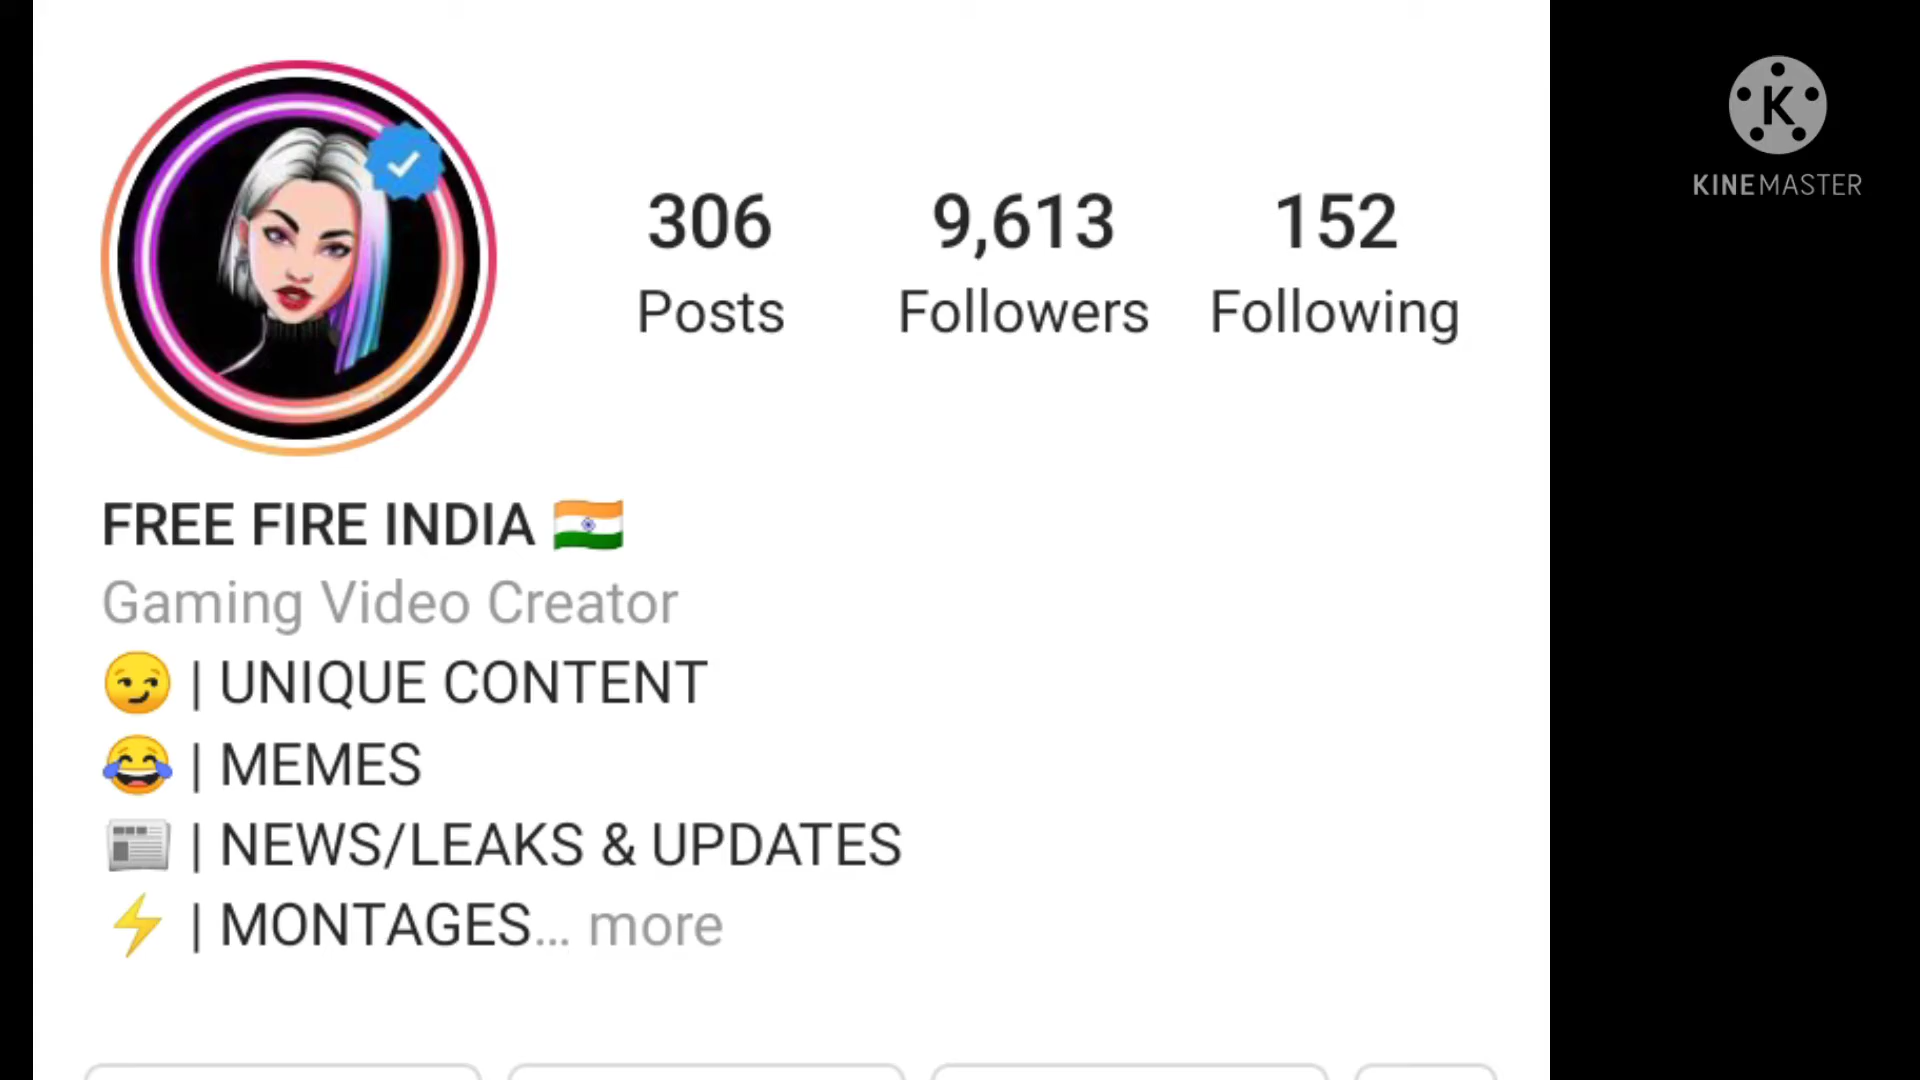 306 9,613 152
Posts Followers Following
FREE FIRE INDIA 🇮🇳
Gaming Video Creator
😏 | UNIQUE CONTENT
😂 | MEMES
📰 | NEWS/LEAKS & UPDATES
⚡ | MONTAGES... more
K
KINEMASTER